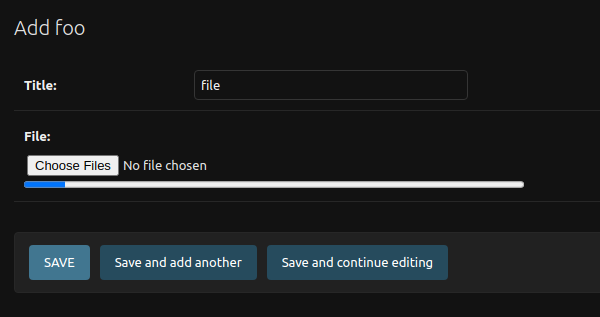 Add foo
Title: file
File:
Choose Files No file chosen
SAVE Save and add another Save and continue editing